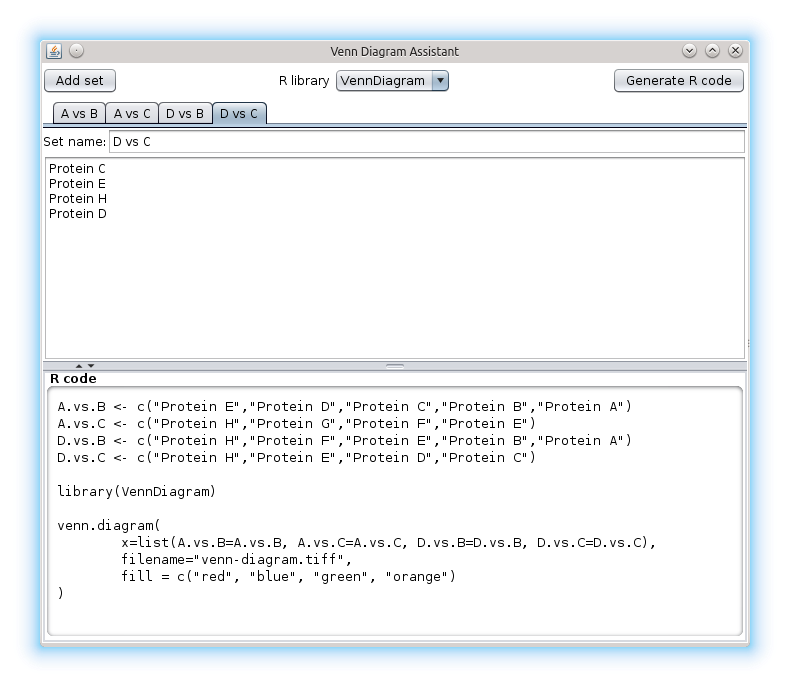 Venn Diagram Assistant
Add set R library VennDiagram Generate R code
A vs B A vs C D vs B D vs C
Set name: D vs C
Protein C
Protein E
Protein H
Protein D
R code
A.vs.B <- c("Protein E","Protein D","Protein C","Protein B","Protein A")
A.vs.C <- c("Protein H","Protein G","Protein F","Protein E")
D.vs.B <- c("Protein H","Protein F","Protein E","Protein B","Protein A")
D.vs.C <- c("Protein H","Protein E","Protein D","Protein C")
library(VennDiagram)
venn.diagram(
x=list(A.vs.B=A.vs.B, A.vs.C=A.vs.C, D.vs.B=D.vs.B, D.vs.C=D.vs.C),
filename="venn-diagram.tiff",
fill = c("red", "blue", "green", "orange")
)